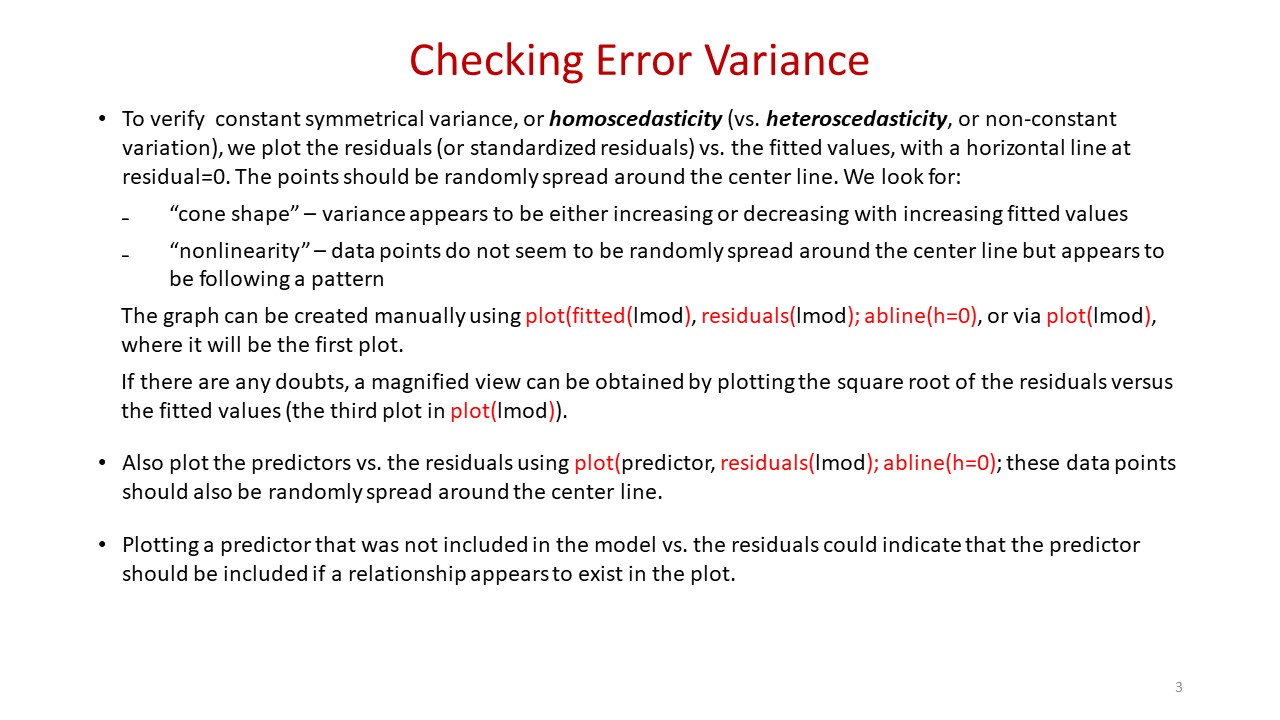 Checking Error Variance
• To verify  constant symmetrical variance, or homoscedasticity (vs. heteroscedasticity, or non-constant
variation), we plot the residuals (or standardized residuals) vs. the fitted values, with a horizontal line at
residual=0. The points should be randomly spread around the center line. We look for:
- “cone shape” – variance appears to be either increasing or decreasing with increasing fitted values
- “nonlinearity” – data points do not seem to be randomly spread around the center line but appears to
be following a pattern
The graph can be created manually using plot(fitted(lmod), residuals(lmod); abline(h=0), or via plot(lmod),
where it will be the first plot.
If there are any doubts, a magnified view can be obtained by plotting the square root of the residuals versus
the fitted values (the third plot in plot(lmod)).
• Also plot the predictors vs. the residuals using plot(predictor, residuals(lmod); abline(h=0); these data points
should also be randomly spread around the center line.
• Plotting a predictor that was not included in the model vs. the residuals could indicate that the predictor
should be included if a relationship appears to exist in the plot.
3